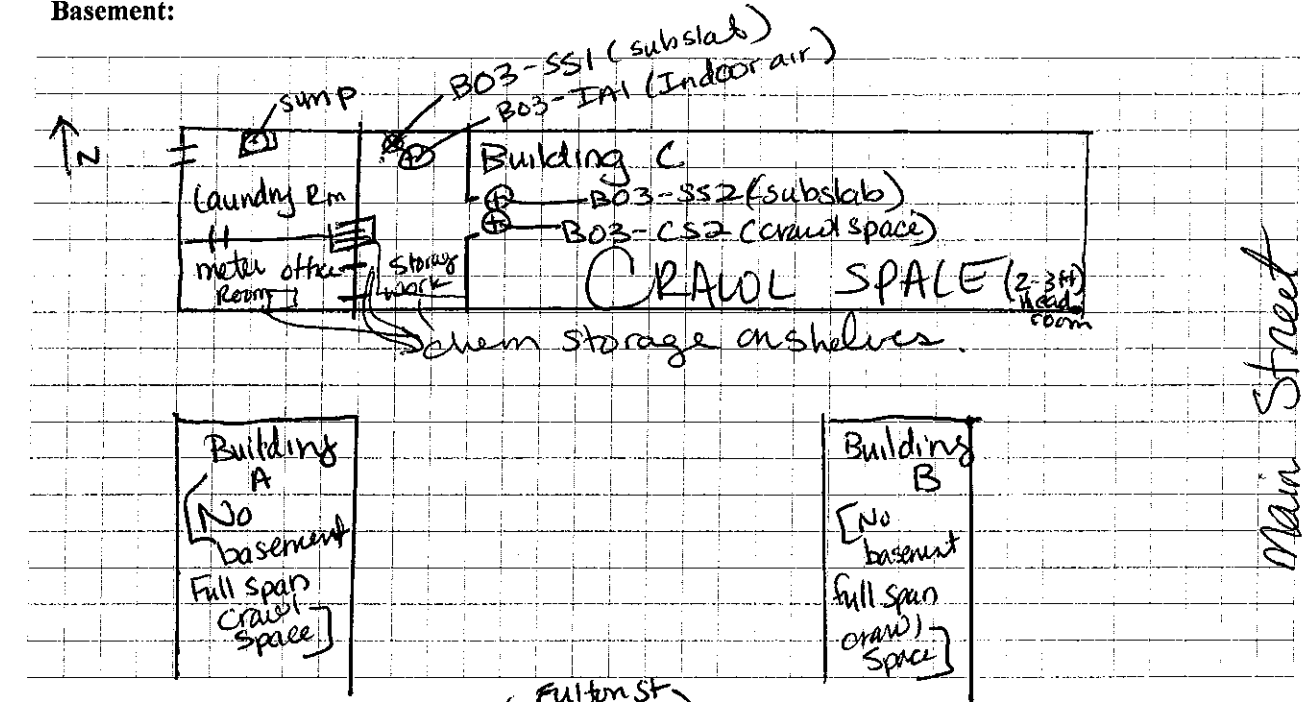 Basement:
B03-SS1 (subslab)
B03-IA1 (Indoor air)
sump
N
Building C
Laundry Rm
B03-SS2 (subslab)
B03-CS2 (crawl space)
meter office
Room
storage
work
CRAWL SPACE (2-3ft)
head
room
chem storage on shelves.
Main Street
Building
A
[No
basement
Full span
crawl
space]
Building
B
[No
basement
full span
crawl
space]
Fulton St